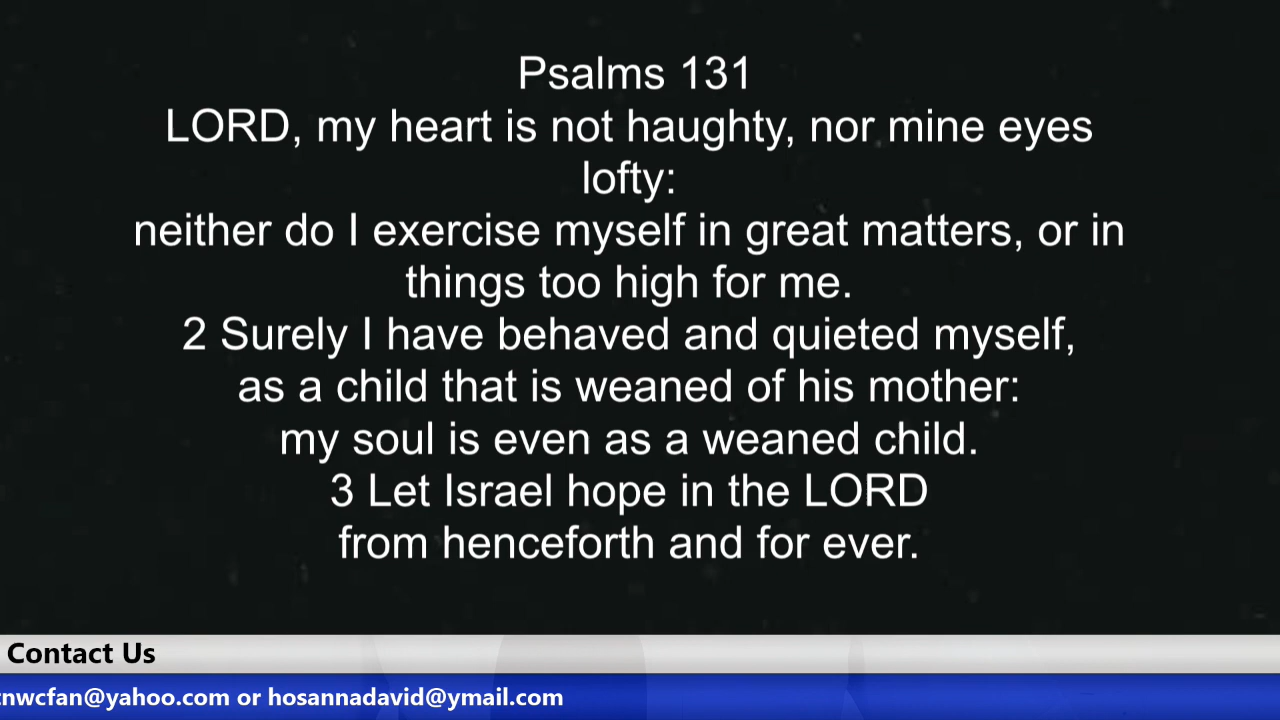 Psalms 131
LORD, my heart is not haughty, nor mine eyes
lofty:
neither do I exercise myself in great matters, or in
things too high for me.
2 Surely I have behaved and quieted myself,
as a child that is weaned of his mother:
my soul is even as a weaned child.
3 Let Israel hope in the LORD
from henceforth and for ever.
Contact Us
or hosannadavid@ymail.com